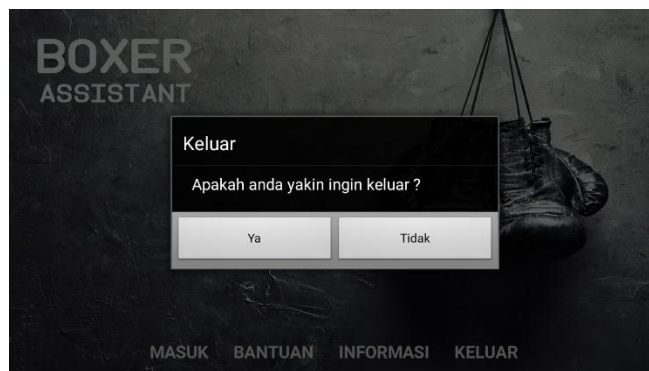 BOXER
ASSISTANT
Keluar
Apakah anda yakin ingin keluar ?
Ya Tidak
MASUK BANTUAN INFORMASI KELUAR